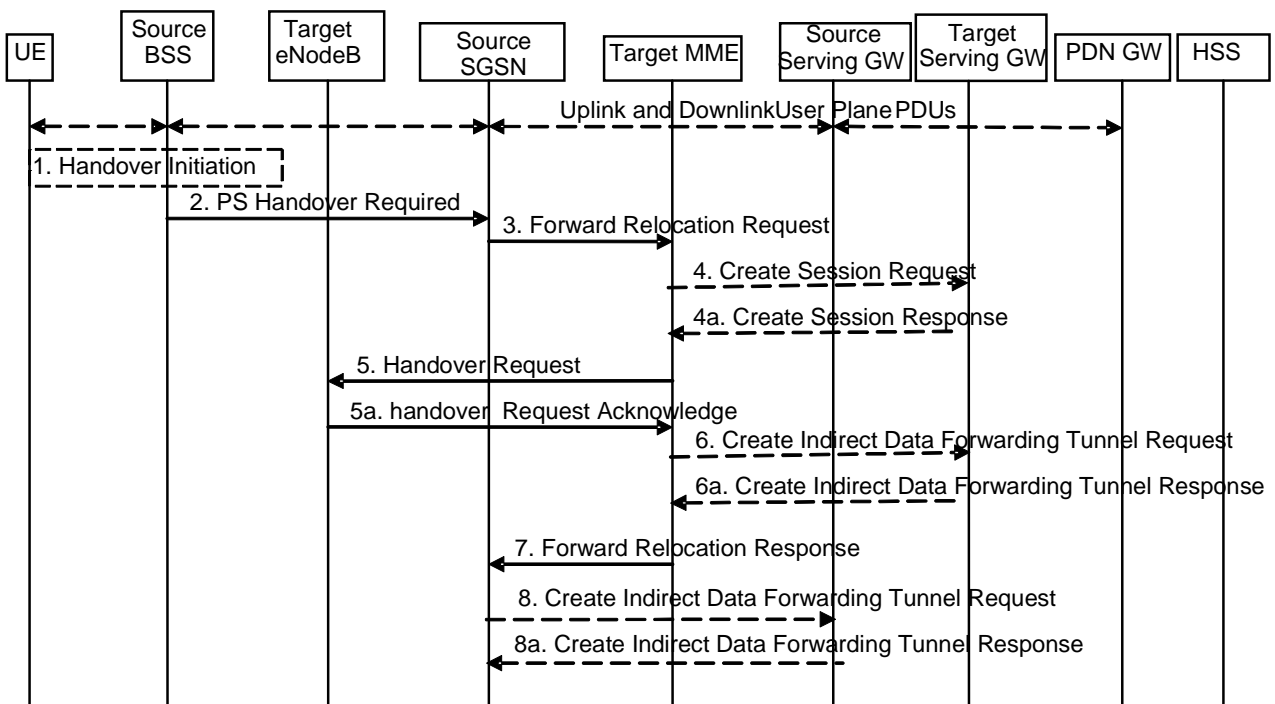 UE
Source
BSS
Target
eNodeB
Source
SGSN
Target MME
Source
Serving GW
Target
Serving GW
PDN GW
HSS
Uplink and DownlinkUser Plane PDUs
1. Handover Initiation
2. PS Handover Required
3. Forward Relocation Request
4. Create Session Request
4a. Create Session Response
5. Handover Request
5a. handover Request Acknowledge
6. Create Indirect Data Forwarding Tunnel Request
6a. Create Indirect Data Forwarding Tunnel Response
7. Forward Relocation Response
8. Create Indirect Data Forwarding Tunnel Request
8a. Create Indirect Data Forwarding Tunnel Response